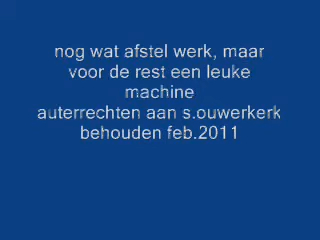 nog wat afstel werk, maar
voor de rest een leuke
machine
auterrechten aan s.ouwerkerk
behouden feb.2011